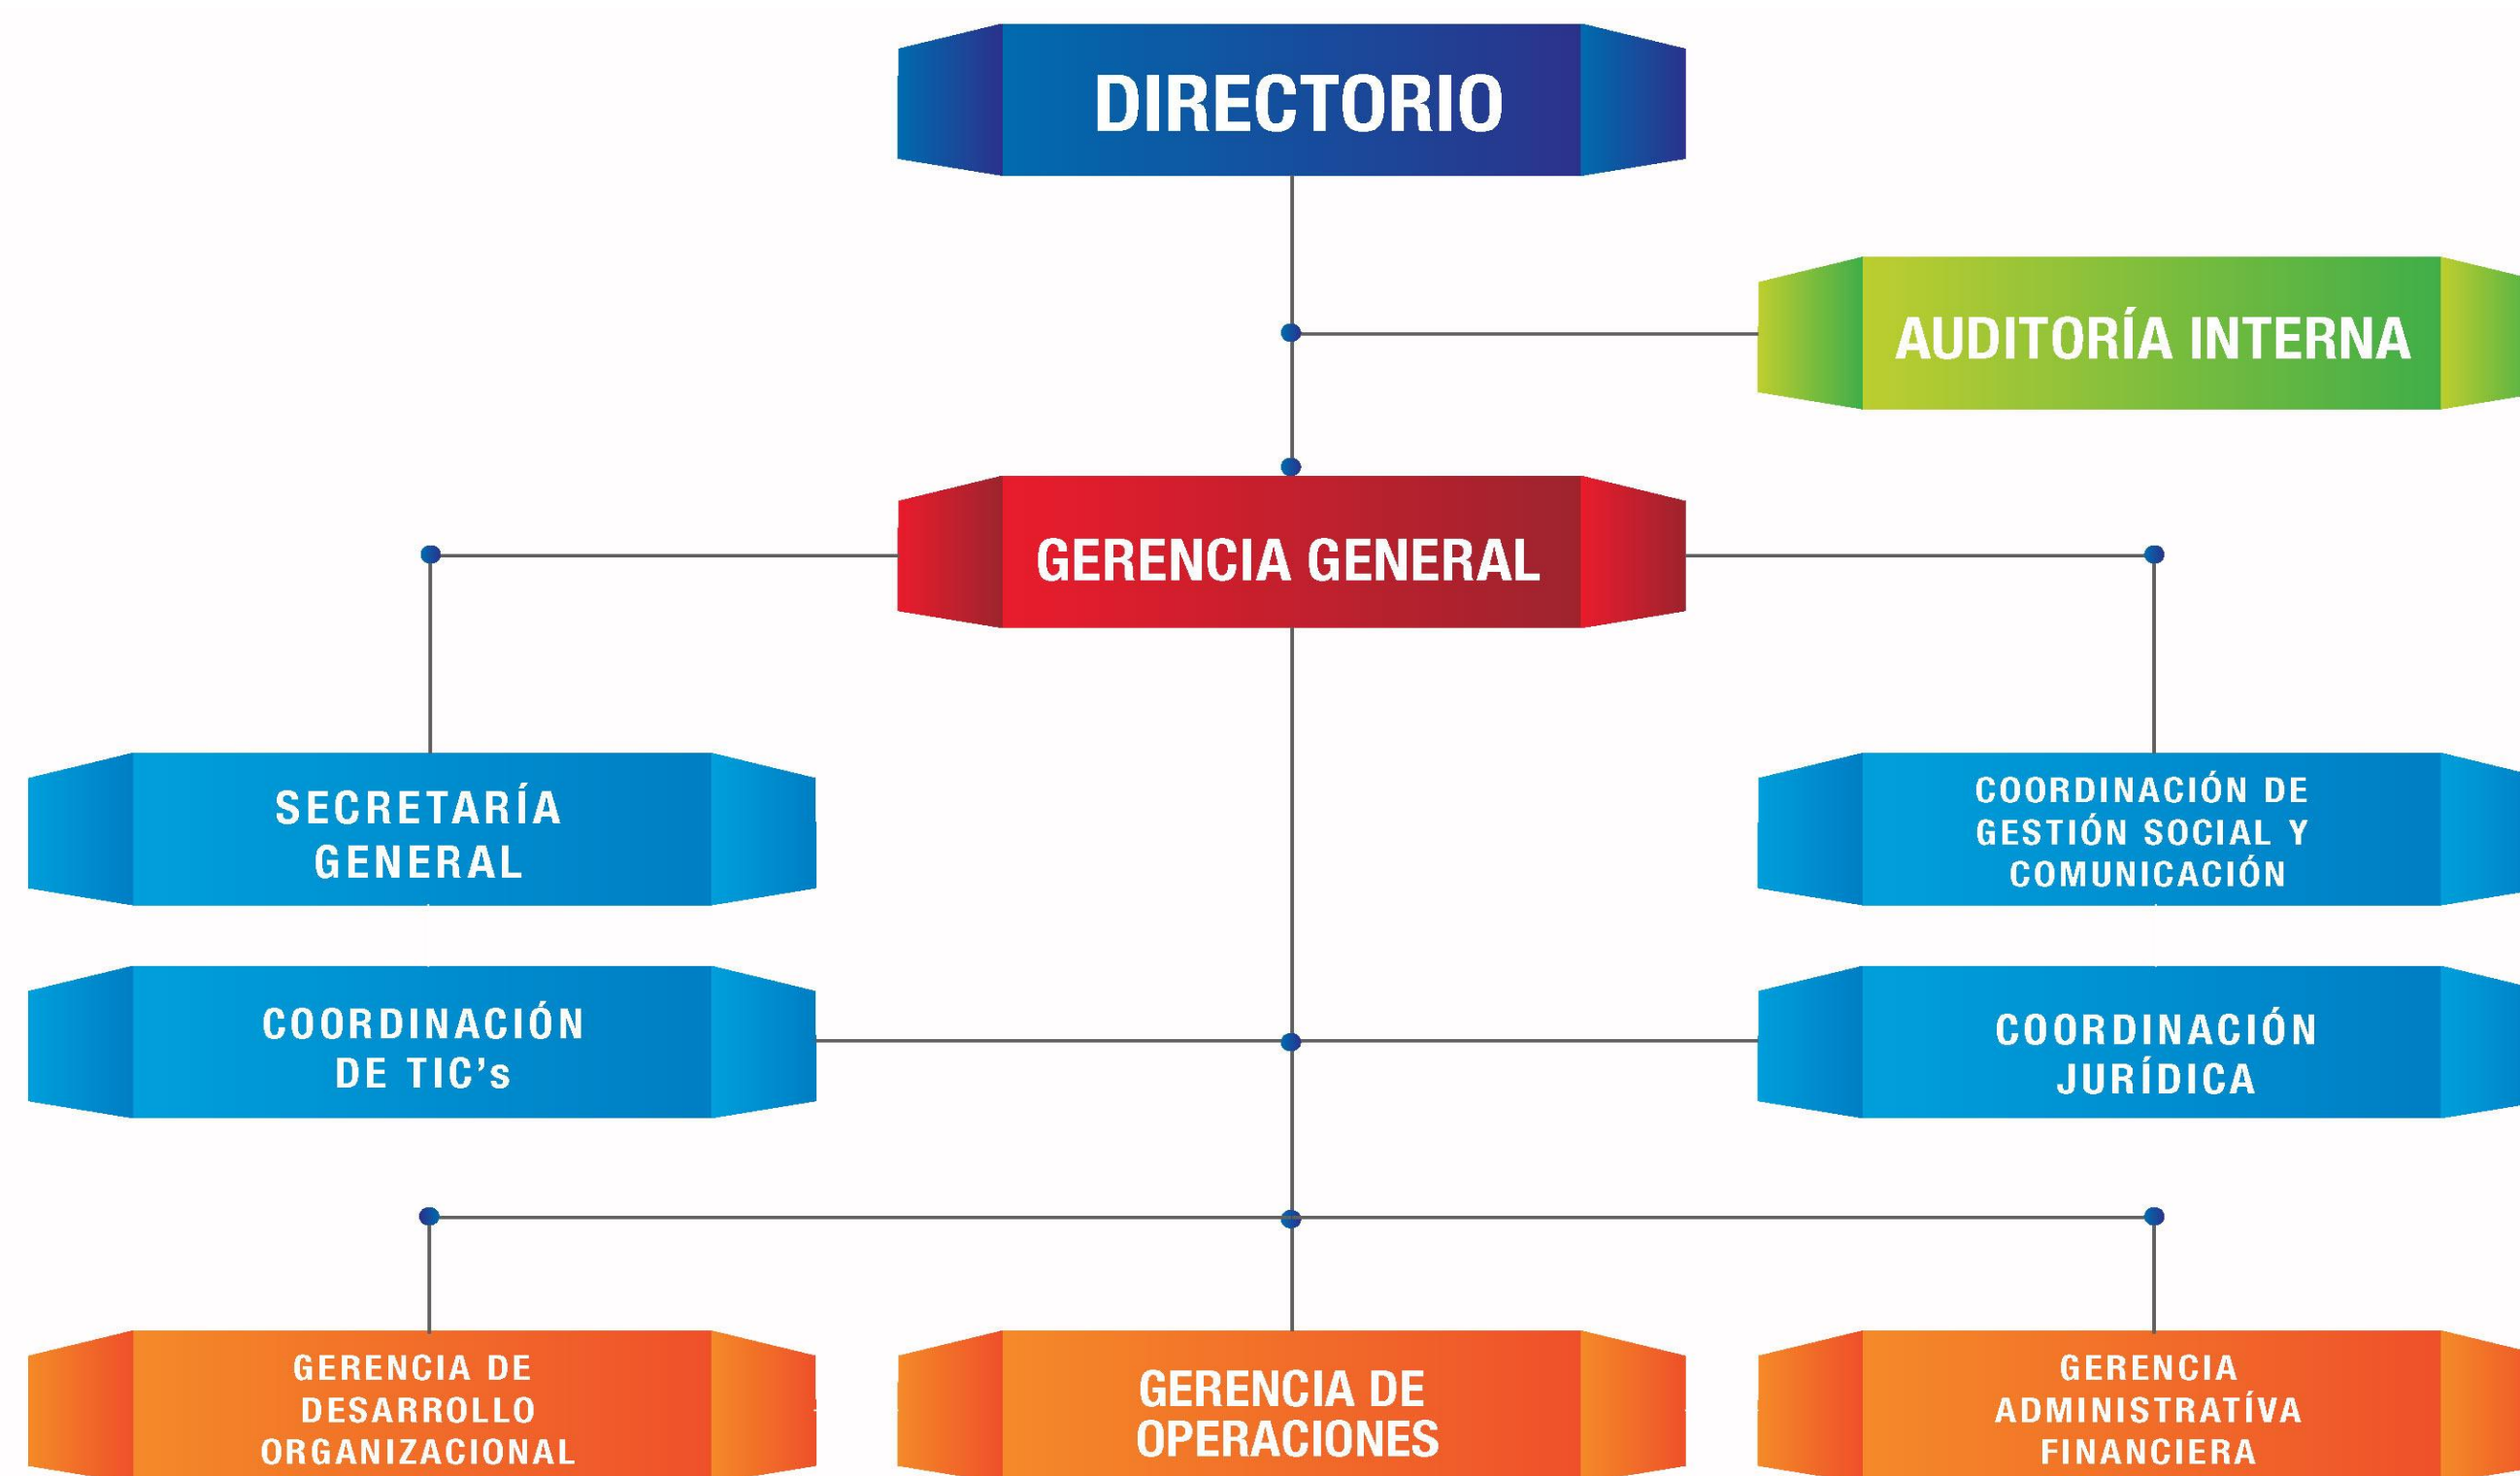 DIRECTORIO
AUDITORÍA INTERNA
GERENCIA GENERAL
SECRETARÍA
GENERAL
COORDINACIÓN DE
GESTIÓN SOCIAL Y
COMUNICACIÓN
COORDINACIÓN
DE TIC's
COORDINACIÓN
JURÍDICA
GERENCIA DE
DESARROLLO
ORGANIZACIONAL
GERENCIA DE
OPERACIONES
GERENCIA
ADMINISTRATÍVA
FINANCIERA